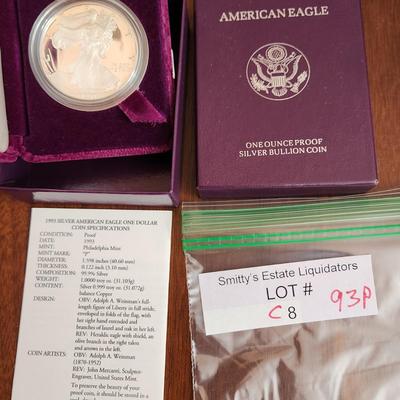 AMERICAN EAGLE
ONE OUNCE PROOF
SILVER BULLION COIN
1993 SILVER AMERICAN EAGLE ONE DOLLAR
COIN SPECIFICATIONS
CONDITION: Proof
DATE: 1993
MINT: Philadelphia Mint
MINT MARK: "P"
DIAMETER: 1.598 inches (40.60 mm)
THICKNESS: 0.122 inch (3.10 mm)
COMPOSITION: 99.9% Silver
WEIGHT: 1.0000 troy oz. (31.103g)
CONTENT: Silver 0.999 troy oz. (31.072g)
balance Copper
DESIGN: OBV: Adolph A. Weinman's full-
length figure of Liberty in full stride,
enveloped in folds of the flag, with
her right hand extended and
branches of laurel and oak in her left.
REV: Heraldic eagle with shield, an
olive branch in the right talon
and arrows in the left.
COIN ARTISTS: OBV: Adolph A. Weinman
(1870-1952)
REV: John Mercanti, Sculptor-
Engraver, United States Mint.
To preserve the beauty of your
proof coin, it should be stored in a
Smitty's Estate Liquidators
LOT #
C 8
93P